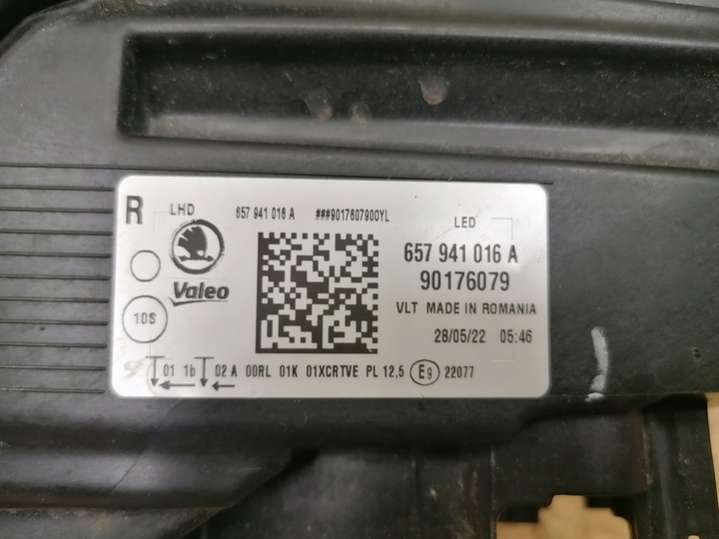 R LHD 657 941 016 A ###9017607900YL LED
657 941 016 A
Valeo 90176079
10S VLT MADE IN ROMANIA
28/05/22 05:46
01 1b 02 A 00RL 01K 01XCRTVE PL 12,5 E9 22077